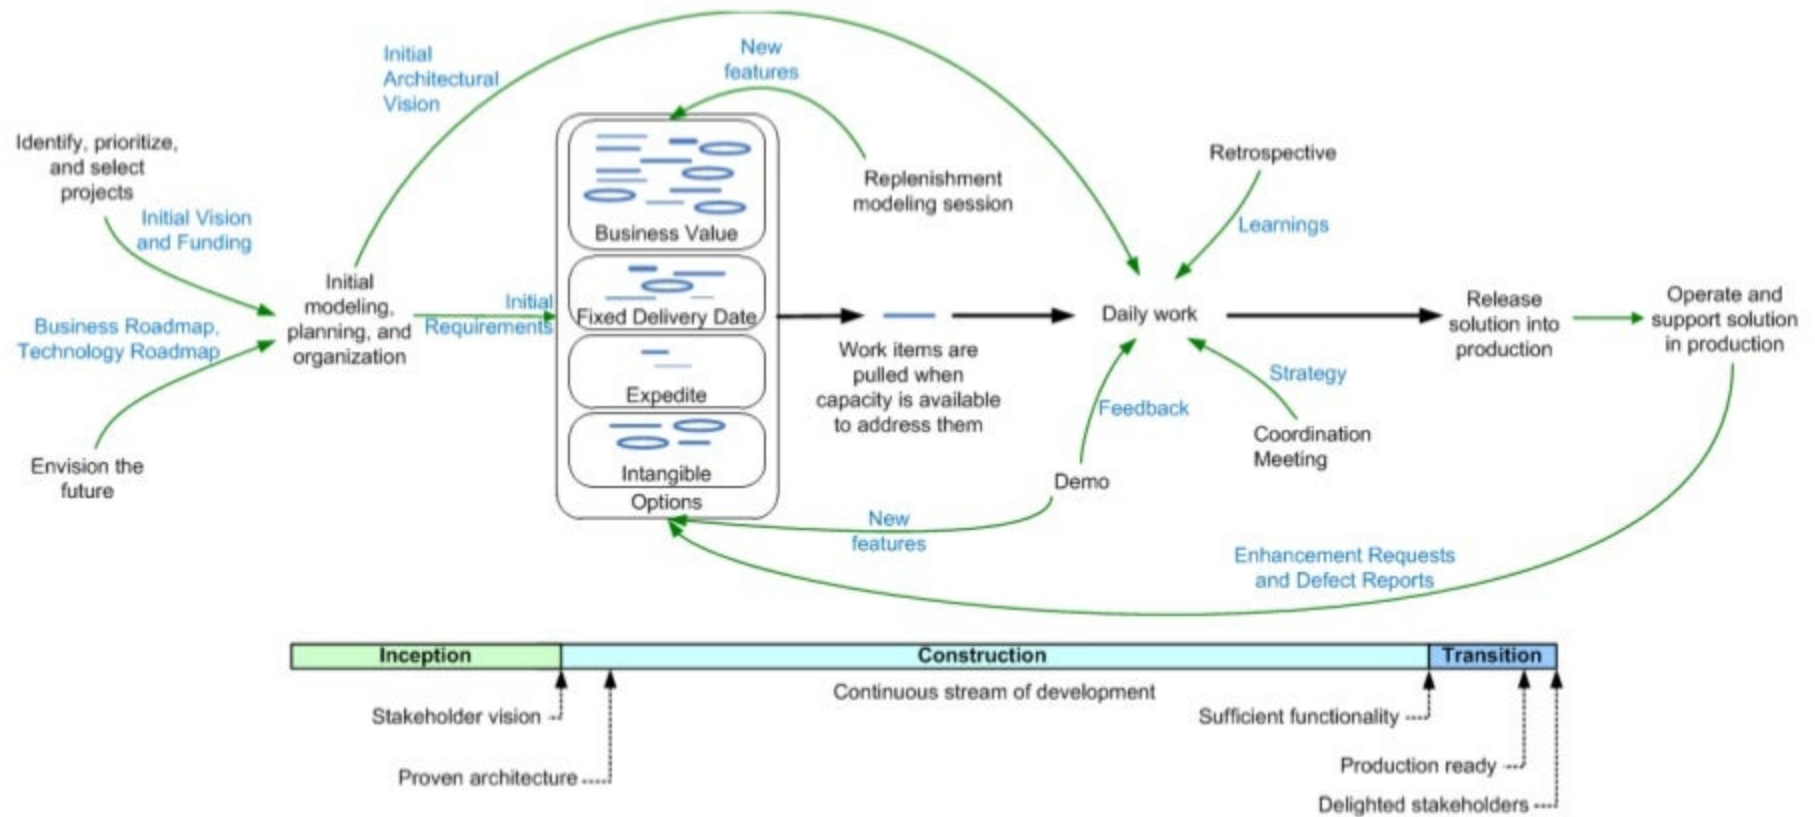 Initial
Architectural
Vision
New
features
Identify, prioritize,
and select
projects
Initial Vision
and Funding
Business Roadmap,
Technology Roadmap
Envision the
future
Initial
modeling,
planning, and
organization
Initial
Requirements
Business Value
Fixed Delivery Date
Expedite
Intangible
Options
Replenishment
modeling session
Work items are
pulled when
capacity is available
to address them
Retrospective
Learnings
Daily work
Feedback
Demo
Strategy
Coordination
Meeting
New
features
Release
solution into
production
Operate and
support solution
in production
Enhancement Requests
and Defect Reports
Inception
Construction
Transition
Continuous stream of development
Stakeholder vision
Proven architecture
Sufficient functionality
Production ready
Delighted stakeholders